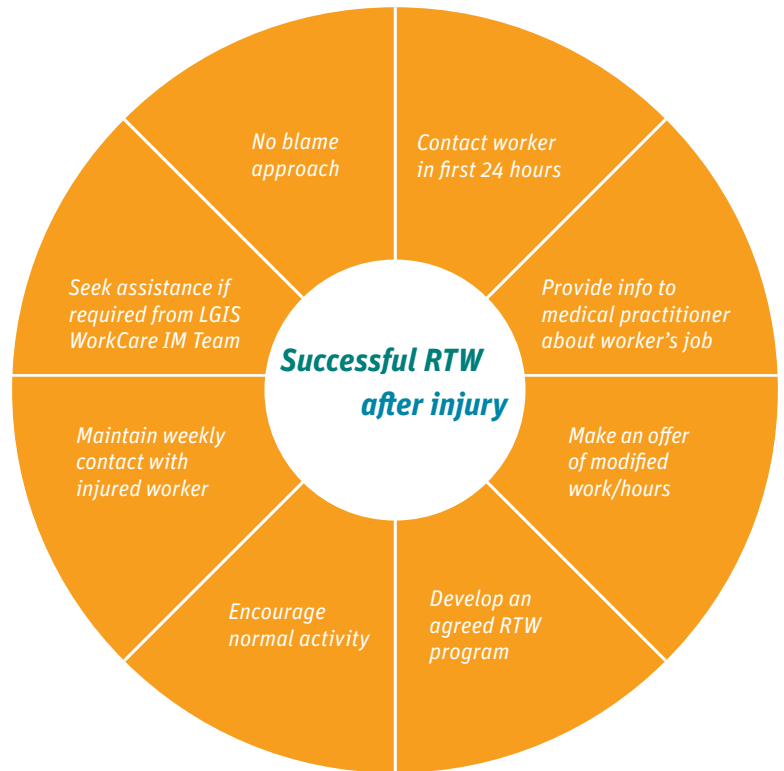 No blame
approach
Contact worker
in first 24 hours
Seek assistance if
required from LGIS
WorkCare IM Team
Provide info to
medical practitioner
about worker's job
Successful RTW
after injury
Maintain weekly
contact with
injured worker
Make an offer
of modified
work/hours
Encourage
normal activity
Develop an
agreed RTW
program